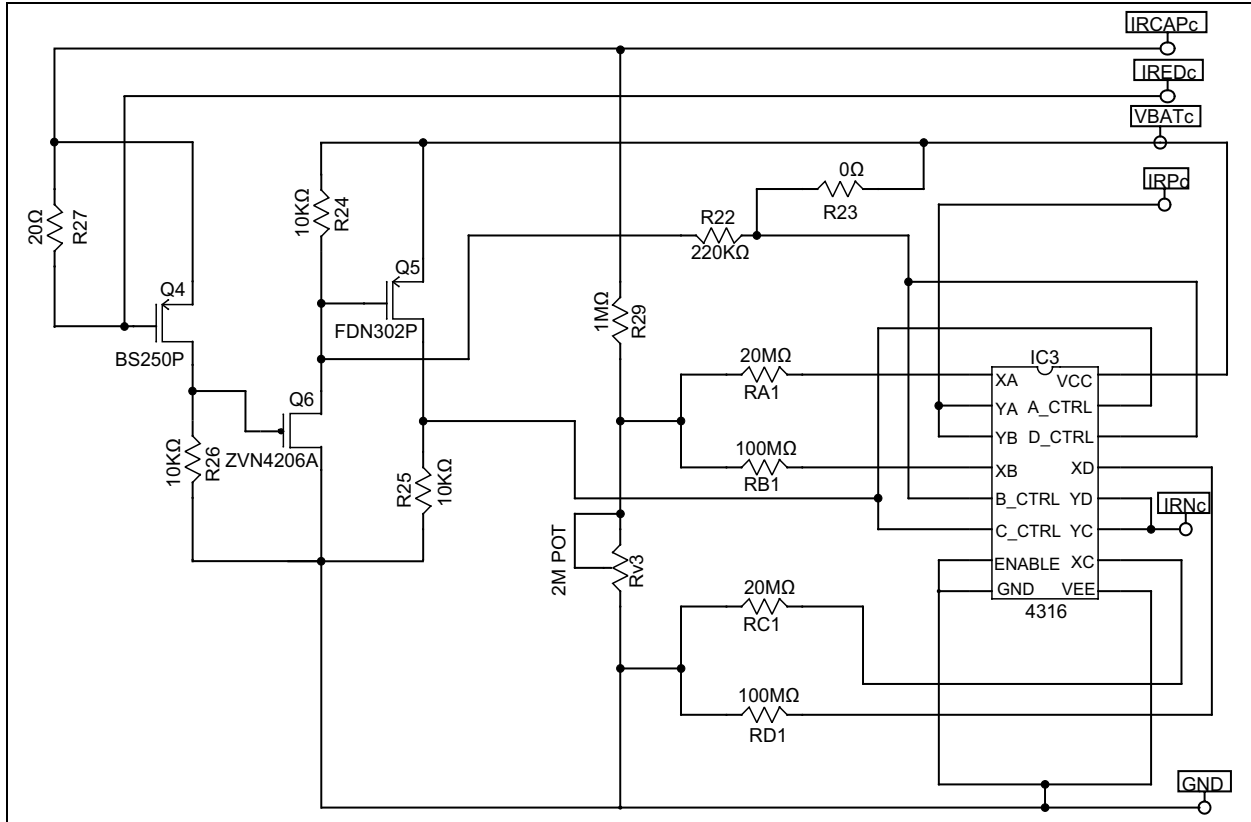 IRCAPc
IREDc
VBATc
IRPc
20Ω
R27
Q4
BS250P
10KΩ
R24
Q5
FDN302P
Q6
ZVN4206A
10KΩ
R26
R25
10KΩ
R22
220KΩ
0Ω
R23
1MΩ
R29
20MΩ
RA1
100MΩ
RB1
2M POT
Rv3
20MΩ
RC1
100MΩ
RD1
IC3
XA VCC
YA A_CTRL
YB D_CTRL
XB XD
B_CTRL YD
C_CTRL YC
ENABLE XC
GND VEE
4316
IRNc
GND